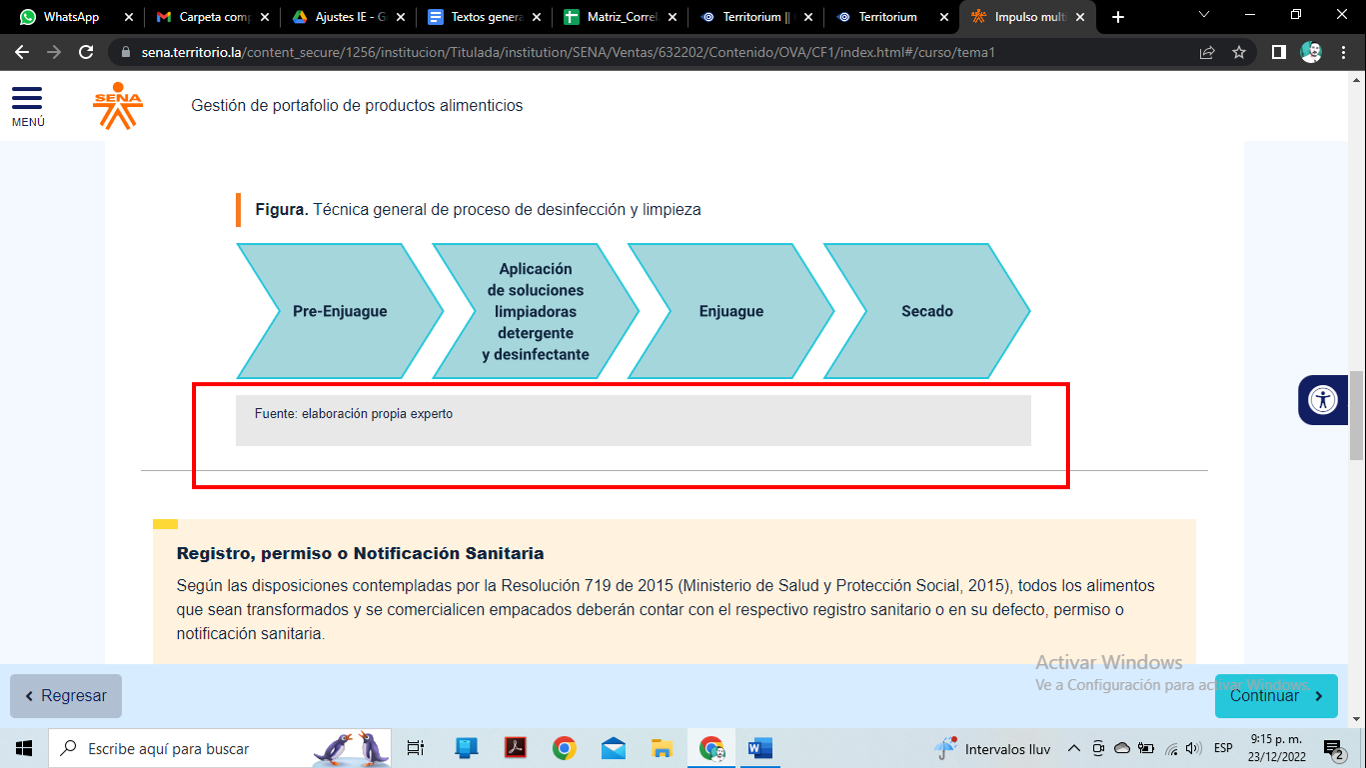 WhatsApp
Carpeta com
Ajustes IE - G
Textos genera
Matriz_Correl
Territorium ||
Territorium
Impulso mult
sena.territorio.la/content_secure/1256/institucion/Titulada/institution/SENA/Ventas/632202/Contenido/OVA/CF1/index.html#/curso/tema1
MENÚ
SENA
Gestión de portafolio de productos alimenticios
Figura. Técnica general de proceso de desinfección y limpieza
Pre-Enjuague
Aplicación
de soluciones
limpiadoras
detergente
y desinfectante
Enjuague
Secado
Fuente: elaboración propia experto
Registro, permiso o Notificación Sanitaria
Según las disposiciones contempladas por la Resolución 719 de 2015 (Ministerio de Salud y Protección Social, 2015), todos los alimentos
que sean transformados y se comercialicen empacados deberán contar con el respectivo registro sanitario o en su defecto, permiso o
notificación sanitaria.
Activar Windows
Ve a Configuración para activar Windows.
Regresar
Continuar
Escribe aquí para buscar
Intervalos lluv
ESP
9:15 p. m.
23/12/2022
2